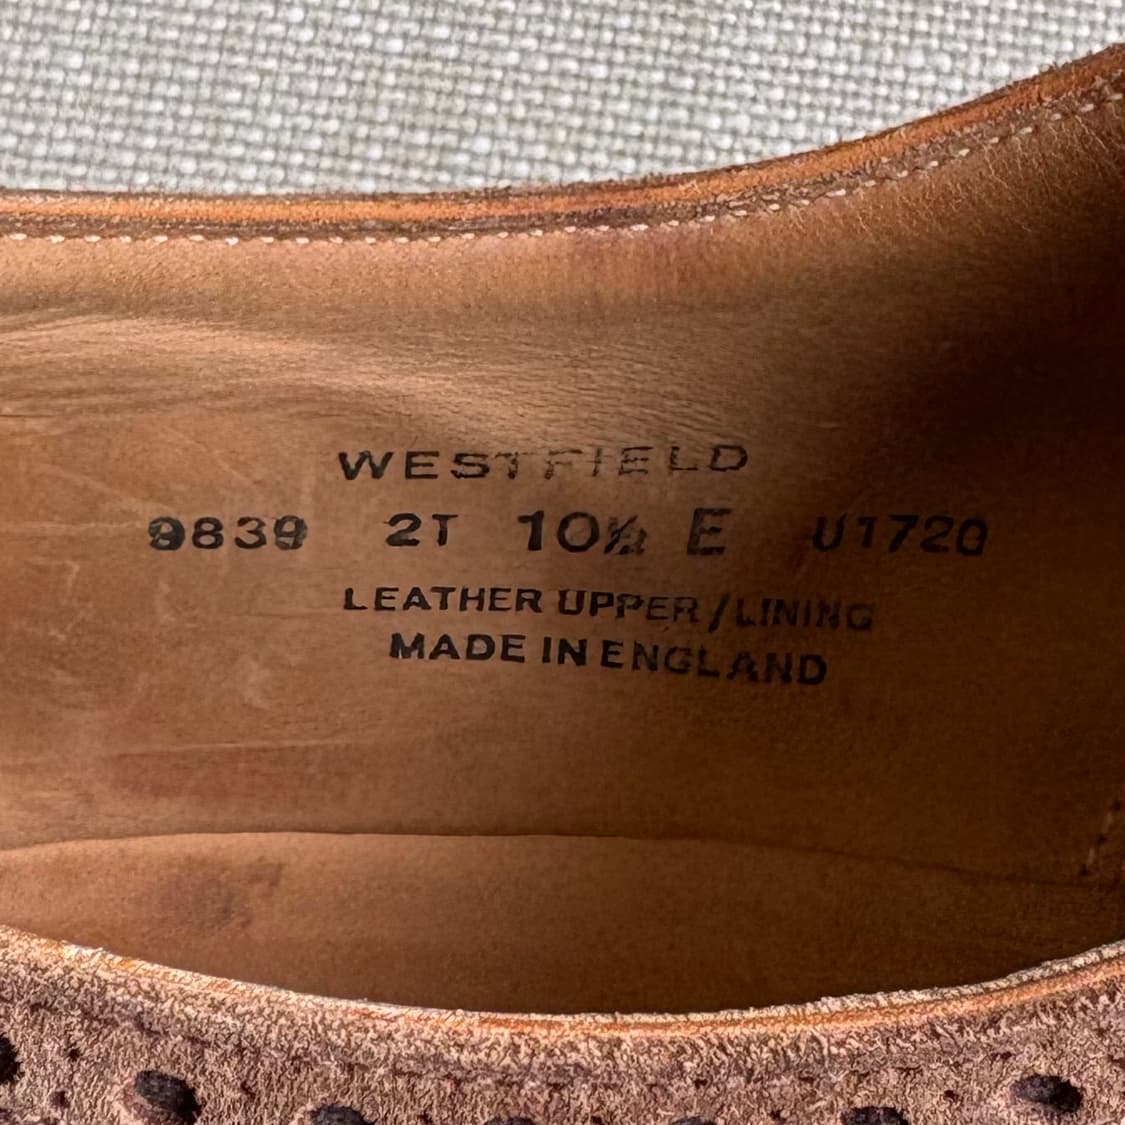 WESTFIELD
9839 2T 10½ E U1720
LEATHER UPPER/LINING
MADE IN ENGLAND